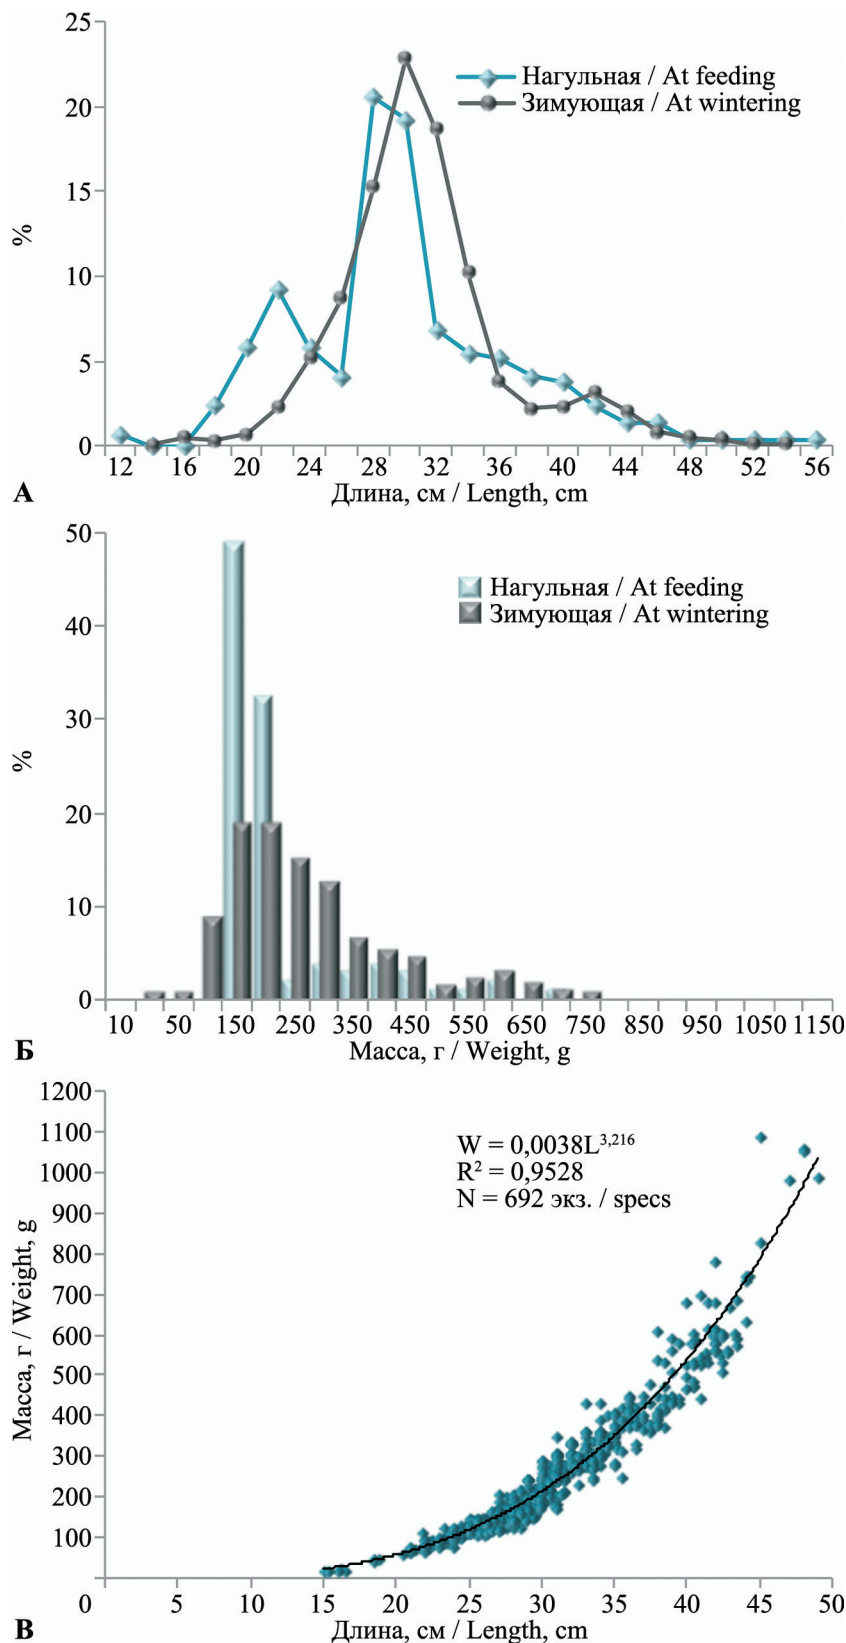 25
20
15
10
5
0
%
Нагульная / At feeding
Зимующая / At wintering
12 16 20 24 28 32 36 40 44 48 52 56
Длина, см / Length, cm
А
50
40
30
20
10
0
%
Нагульная / At feeding
Зимующая / At wintering
10 50 150 250 350 450 550 650 750 850 950 1050 1150
Масса, г / Weight, g
Б
1200
1100
1000
900
800
700
600
500
400
300
200
100
0
Масса, г / Weight, g
W = 0,0038L³,²¹⁶
R² = 0,9528
N = 692 экз. / specs
5 10 15 20 25 30 35 40 45 50
Длина, см / Length, cm
В